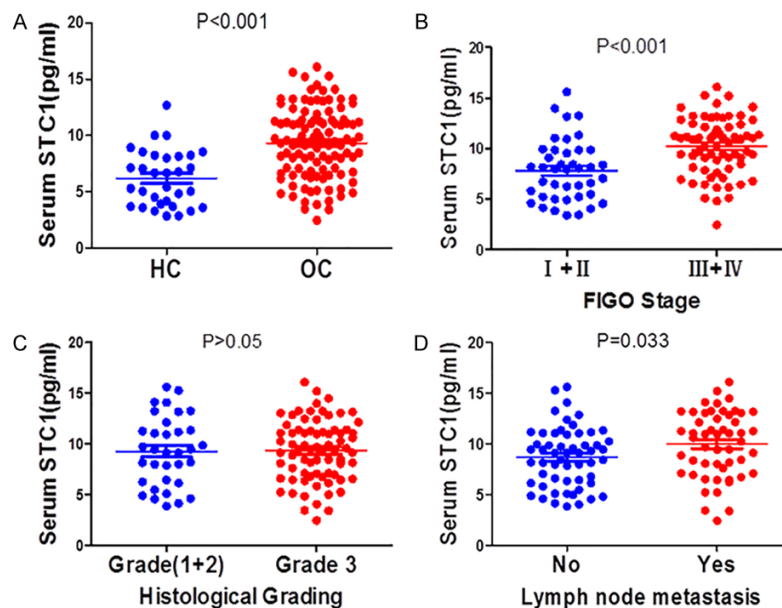 A
P<0.001
Serum STC1(pg/ml)
20
15
10
5
0
HC OC
B
P<0.001
Serum STC1(pg/ml)
20
15
10
5
0
Ⅰ+Ⅱ Ⅲ+Ⅳ
FIGO Stage
C
P>0.05
Serum STC1(pg/ml)
20
15
10
5
0
Grade(1+2) Grade 3
Histological Grading
D
P=0.033
Serum STC1(pg/ml)
20
15
10
5
0
No Yes
Lymph node metastasis